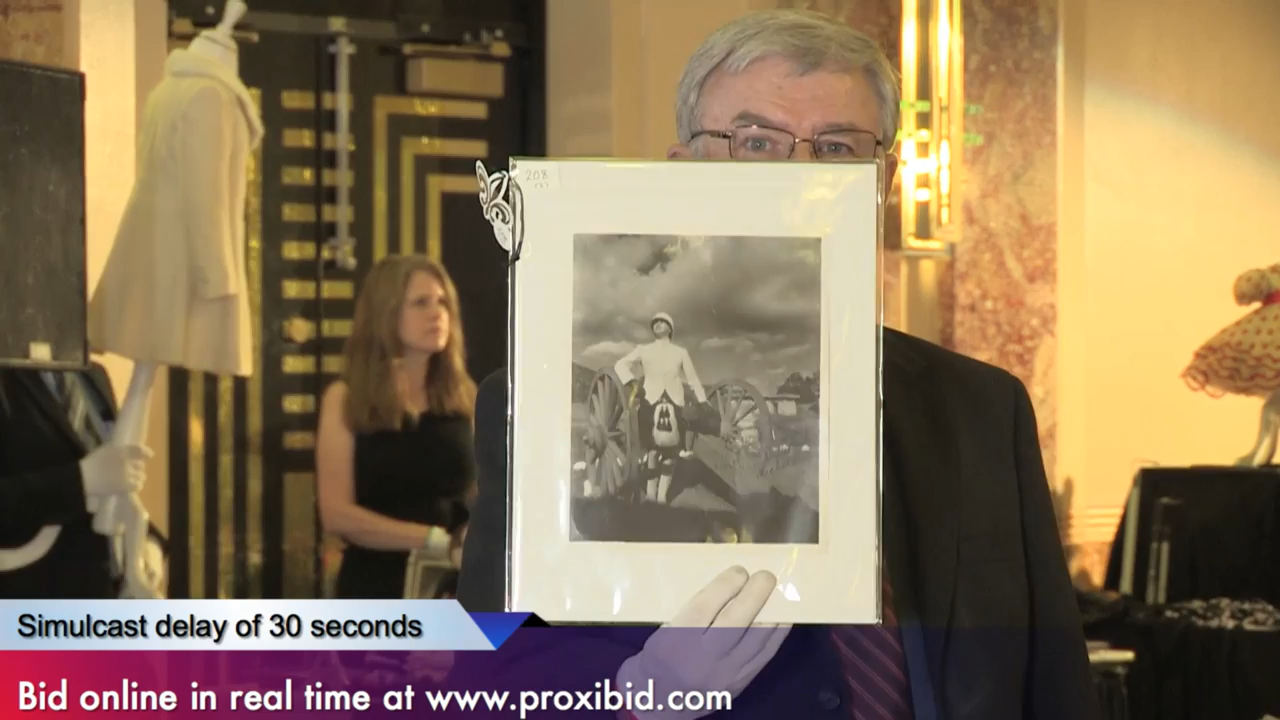 208
Simulcast delay of 30 seconds
Bid online in real time at www.proxibid.com